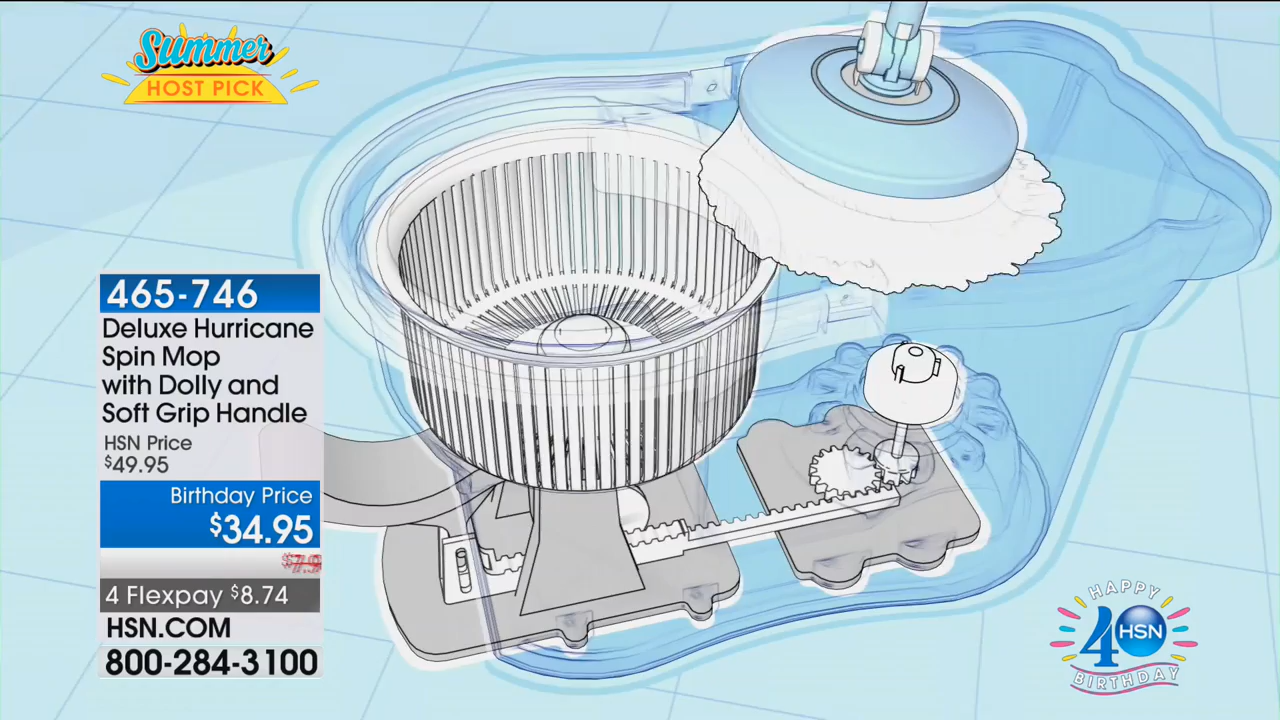 Summer
HOST PICK
465-746
Deluxe Hurricane
Spin Mop
with Dolly and
Soft Grip Handle
HSN Price
$49.95
Birthday Price
$34.95
4 Flexpay $8.74
HSN.COM
800-284-3100
HAPPY
40 HSN
BIRTHDAY